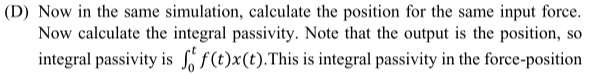 (D) Now in the same simulation, calculate the position for the same input force.
Now calculate the integral passivity. Note that the output is the position, so
integral passivity is ∫₀ᵗ f(t)x(t).This is integral passivity in the force-position